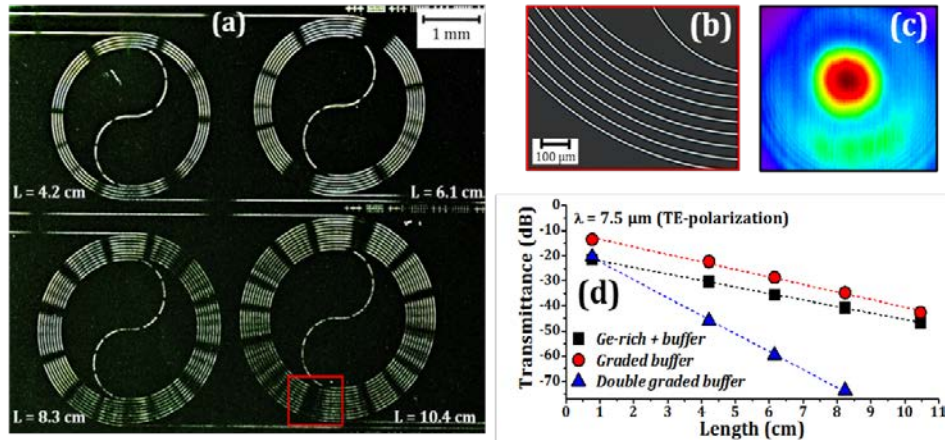 (a)
1 mm
L = 4.2 cm
L = 6.1 cm
L = 8.3 cm
L = 10.4 cm
(b)
100 µm
(c)
λ = 7.5 µm (TE-polarization)
(d)
Transmittance (dB)
0
-10
-20
-30
-40
-50
-60
-70
Ge-rich + buffer
Graded buffer
Double graded buffer
0 1 2 3 4 5 6 7 8 9 10 11
Length (cm)